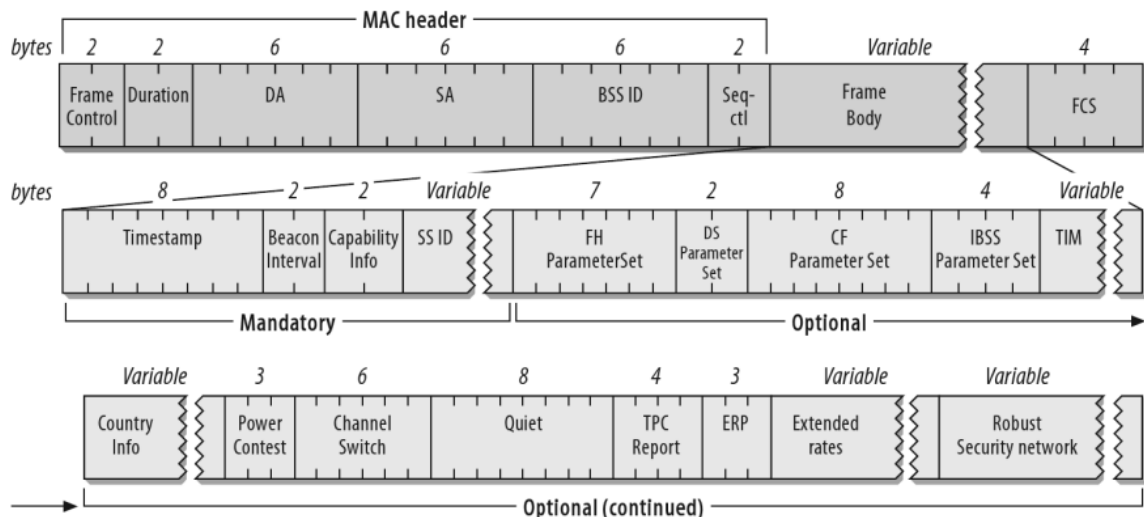 MAC header
bytes 2 2 6 6 6 2 Variable 4
Frame Control Duration DA SA BSS ID Seq-ctl Frame Body FCS
bytes 8 2 2 Variable 7 2 8 4 Variable
Timestamp Beacon Interval Capability Info SS ID FH ParameterSet DS Parameter Set CF Parameter Set IBSS Parameter Set TIM
Mandatory Optional
Variable 3 6 8 4 3 Variable Variable
Country Info Power Contest Channel Switch Quiet TPC Report ERP Extended rates Robust Security network
Optional (continued)